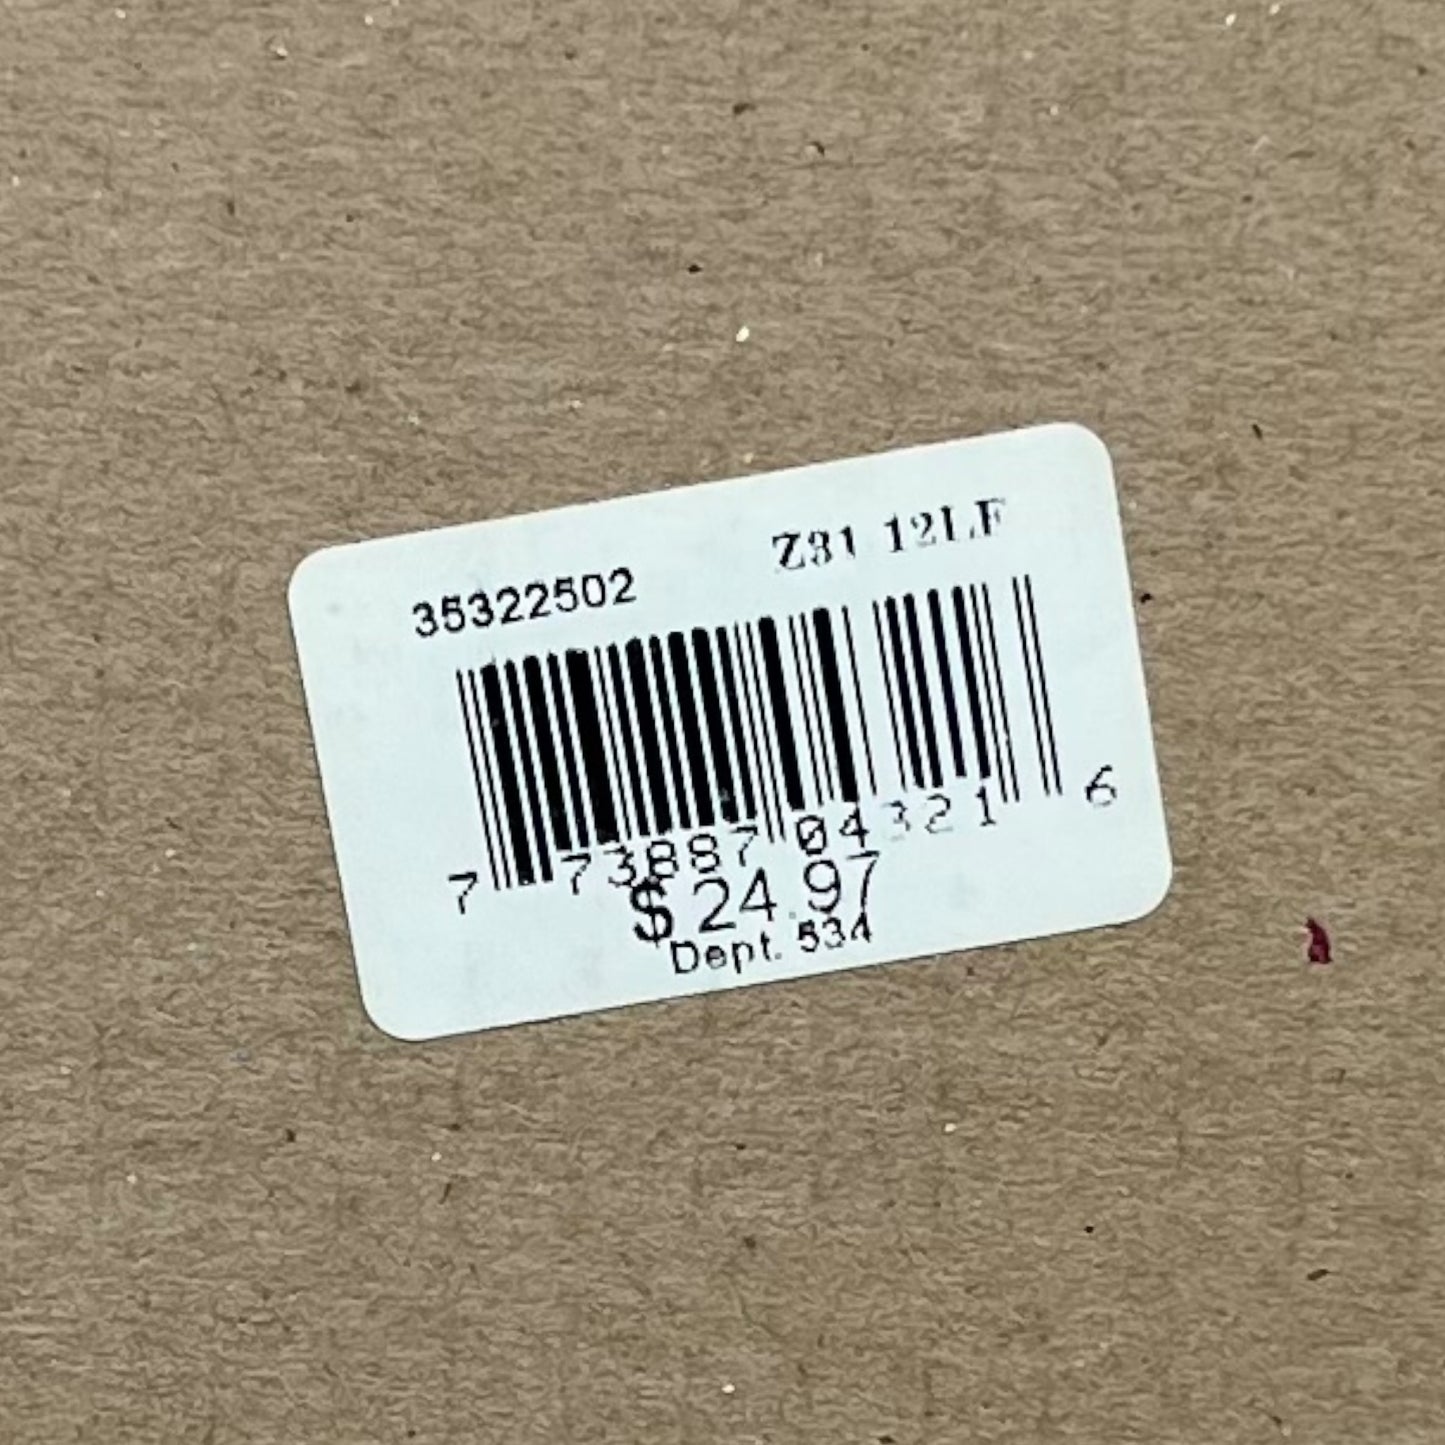 35322502 Z31 12LF
7 73887 04321 6
$24.97
Dept. 534